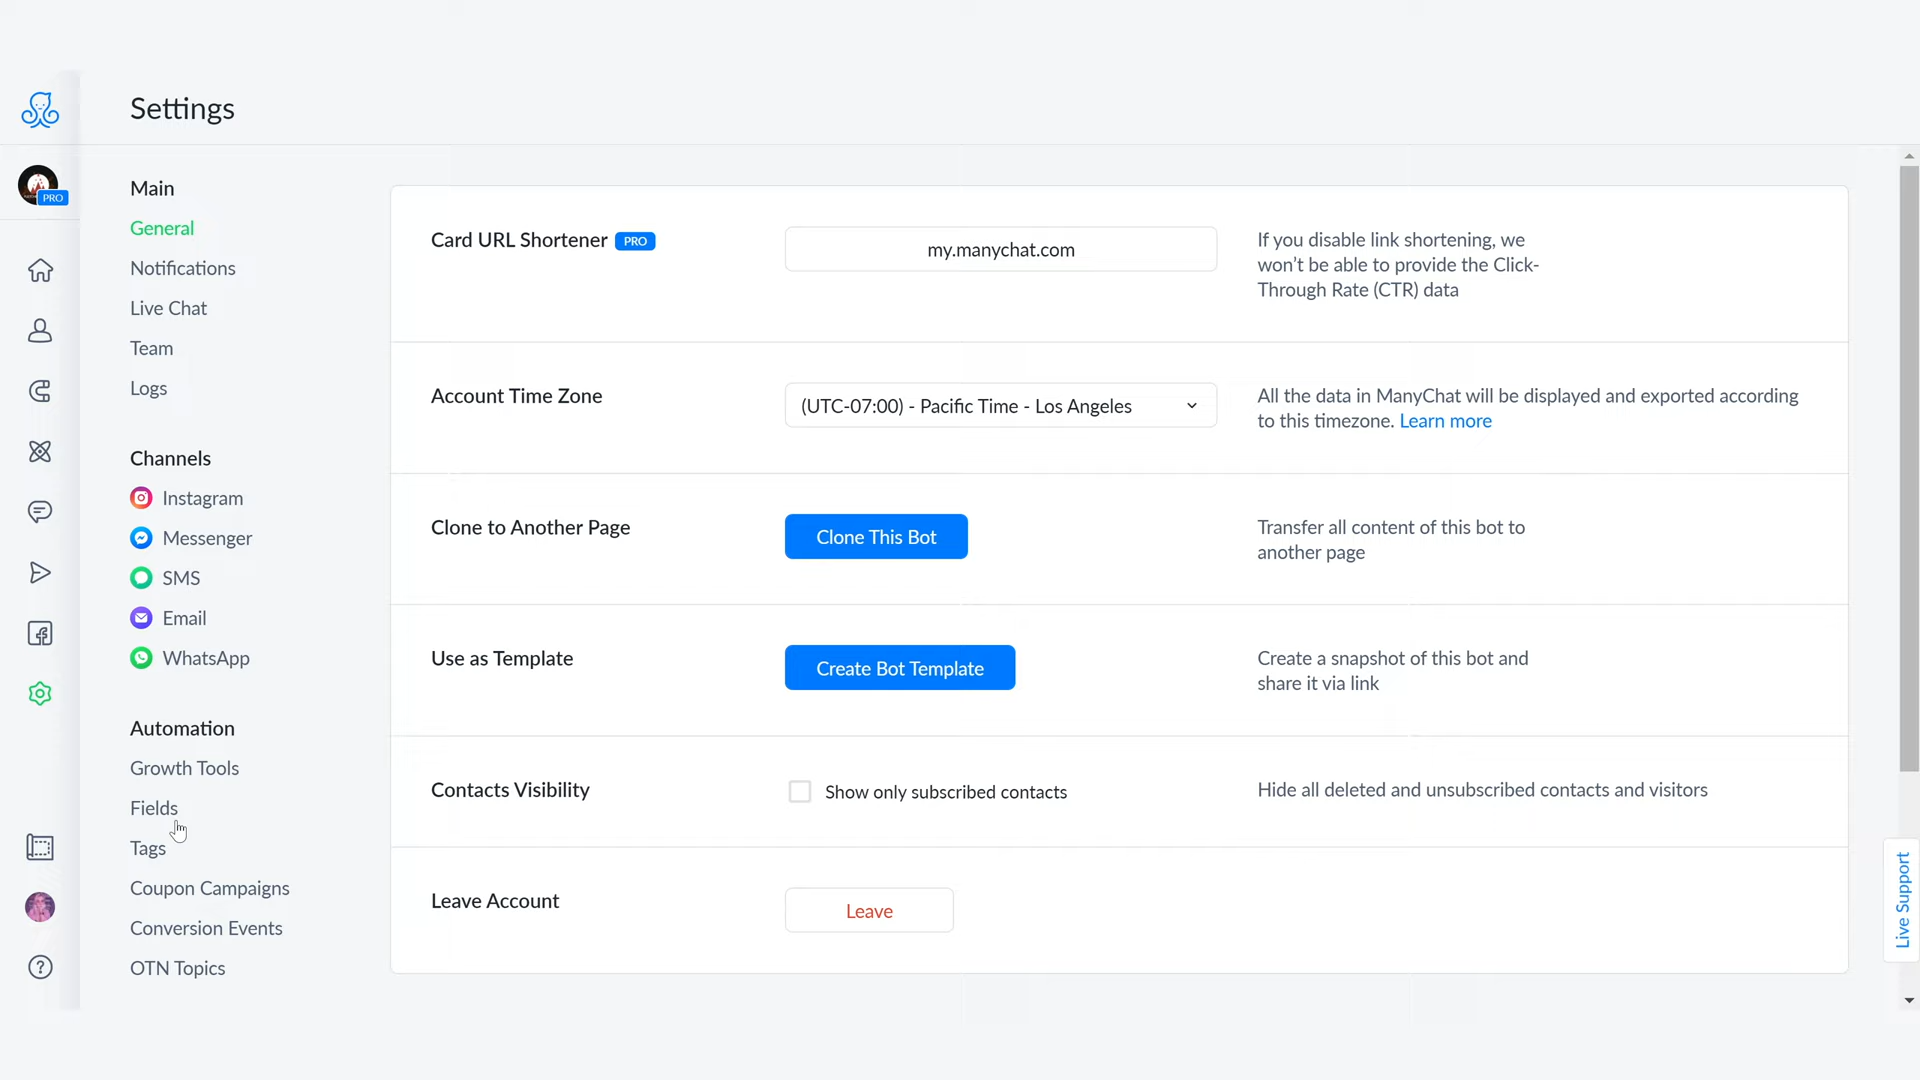 Settings
PRO
Main
General
Notifications
Live Chat
Team
Logs
Channels
Instagram
Messenger
SMS
Email
WhatsApp
Automation
Growth Tools
Fields
Tags
Coupon Campaigns
Conversion Events
OTN Topics
Card URL Shortener PRO
my.manychat.com
If you disable link shortening, we
won't be able to provide the Click-
Through Rate (CTR) data
Account Time Zone
(UTC-07:00) - Pacific Time - Los Angeles
All the data in ManyChat will be displayed and exported according
to this timezone. Learn more
Clone to Another Page
Clone This Bot
Transfer all content of this bot to
another page
Use as Template
Create Bot Template
Create a snapshot of this bot and
share it via link
Contacts Visibility
Show only subscribed contacts
Hide all deleted and unsubscribed contacts and visitors
Leave Account
Leave
Live Support